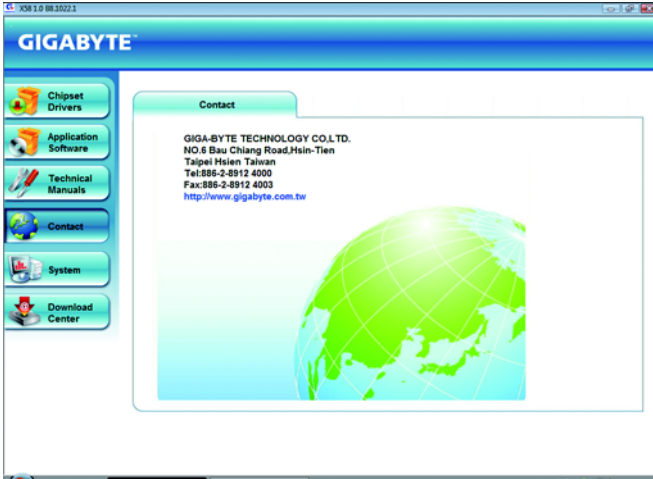 X58 1.0 B8.1022.1
GIGABYTE™
Chipset
Drivers
Application
Software
Technical
Manuals
Contact
System
Download
Center
Contact
GIGA-BYTE TECHNOLOGY CO,LTD.
NO.6 Bau Chiang Road,Hsin-Tien
Taipei Hsien Taiwan
Tel:886-2-8912 4000
Fax:886-2-8912 4003
http://www.gigabyte.com.tw